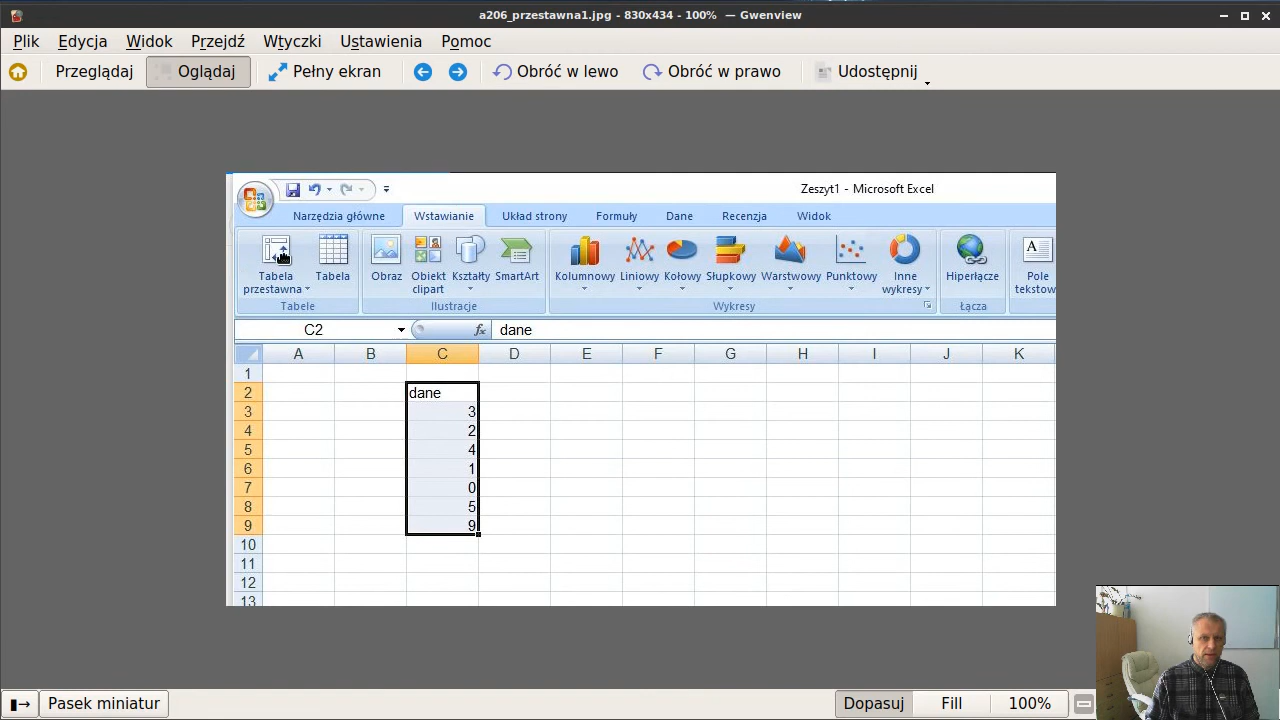 a206_przestawna1.jpg - 830x434 - 100% — Gwenview
Plik Edycja Widok Przejdź Wtyczki Ustawienia Pomoc
Przeglądaj Oglądaj Pełny ekran Obróć w lewo Obróć w prawo Udostępnij
Zeszyt1 - Microsoft Excel
Narzędzia główne Wstawianie Układ strony Formuły Dane Recenzja Widok
Tabela przestawna Tabela Obraz Obiekt clipart Kształty SmartArt Kolumnowy Liniowy Kołowy Słupkowy Warstwowy Punktowy Inne wykresy Hiperłącze Pole tekstow
Tabele Ilustracje Wykresy Łącza
C2 fx dane
A B C D E F G H I J K
1
2 dane
3 3
4 2
5 4
6 1
7 0
8 5
9 9
10
11
12
13
Pasek miniatur Dopasuj Fill 100%